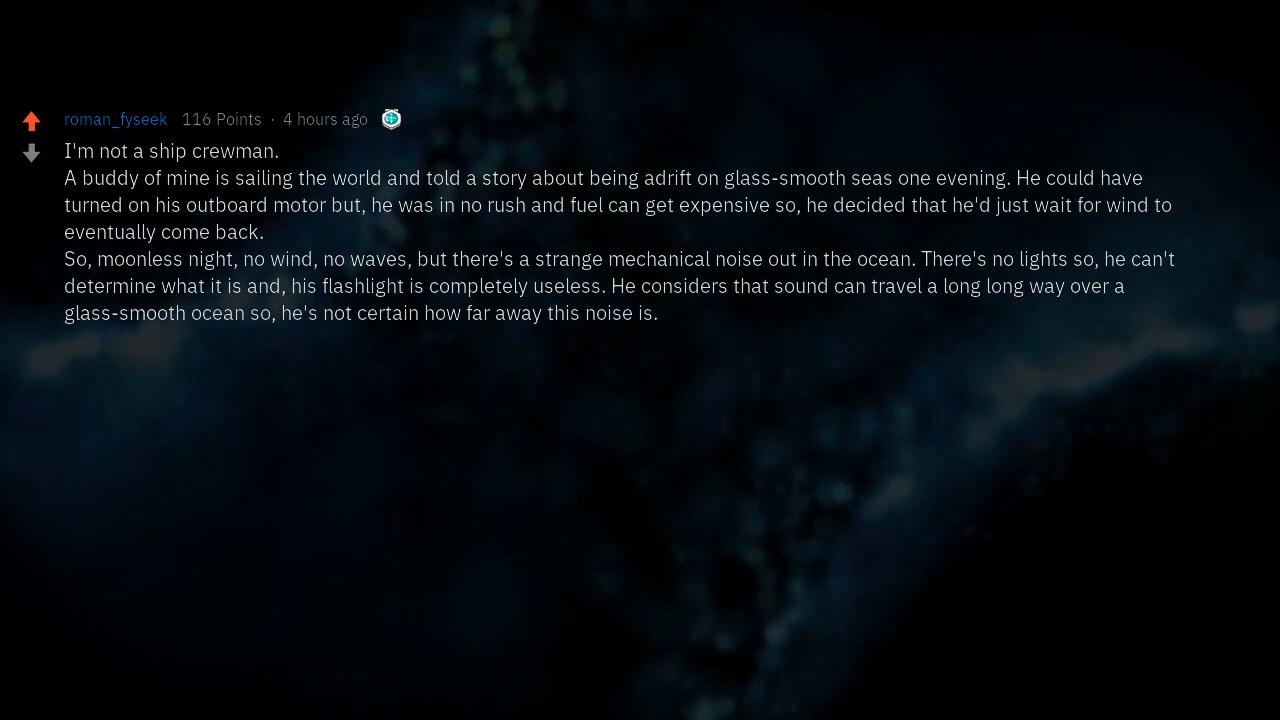 roman_fyseek 116 Points · 4 hours ago
I'm not a ship crewman.
A buddy of mine is sailing the world and told a story about being adrift on glass-smooth seas one evening. He could have
turned on his outboard motor but, he was in no rush and fuel can get expensive so, he decided that he'd just wait for wind to
eventually come back.
So, moonless night, no wind, no waves, but there's a strange mechanical noise out in the ocean. There's no lights so, he can't
determine what it is and, his flashlight is completely useless. He considers that sound can travel a long long way over a
glass-smooth ocean so, he's not certain how far away this noise is.